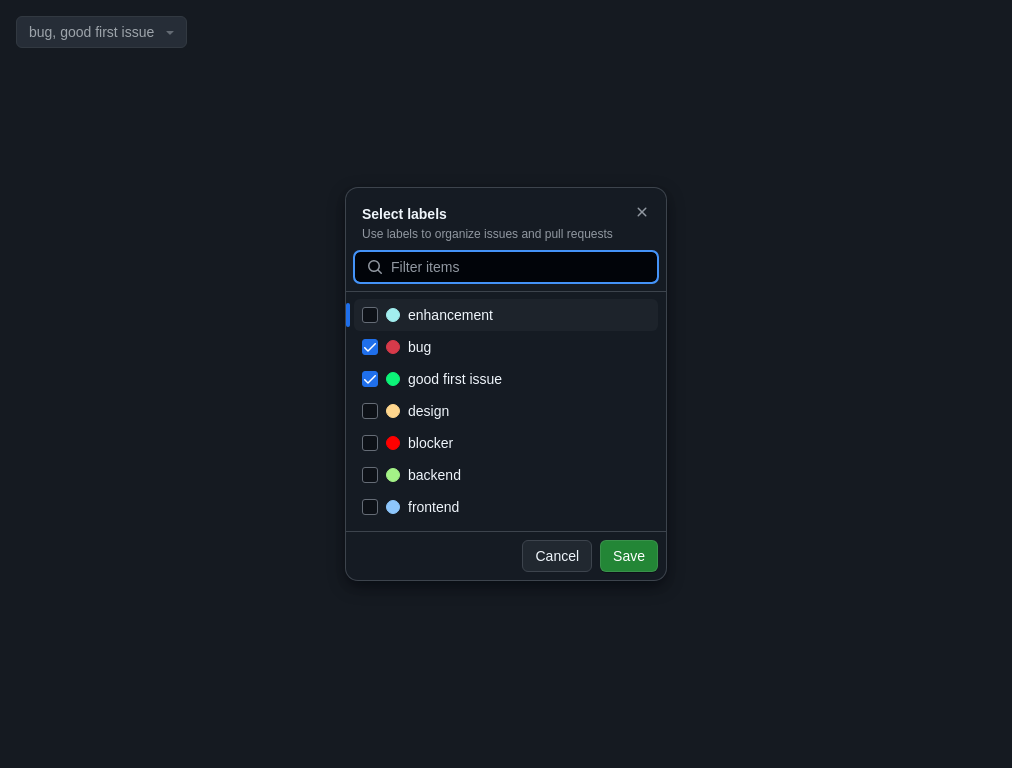 bug, good first issue
Select labels
Use labels to organize issues and pull requests
Filter items
enhancement
bug
good first issue
design
blocker
backend
frontend
Cancel Save